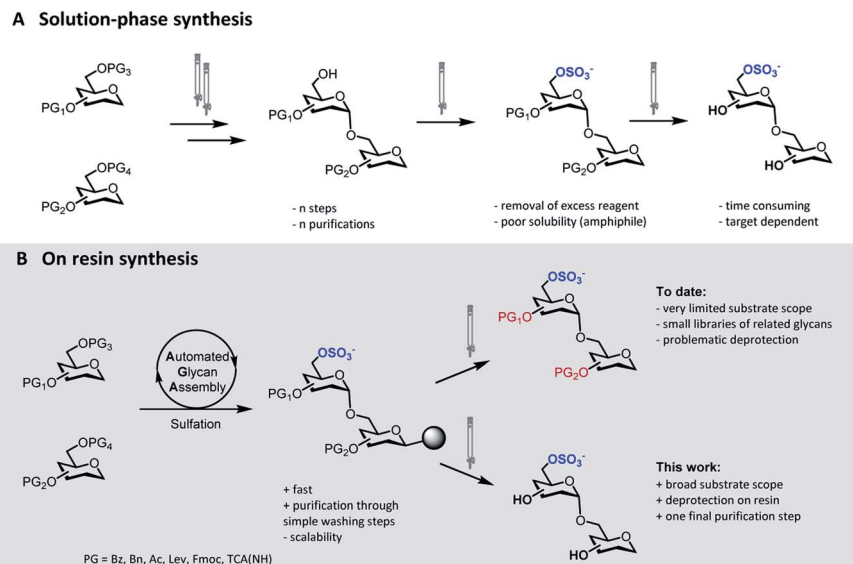 A Solution-phase synthesis
OPG₃
PG₁O
O
OPG₄
PG₂O
O
OH
PG₁O
O
O
PG₂O
O
- n steps
- n purifications
OSO₃⁻
PG₁O
O
O
PG₂O
O
- removal of excess reagent
- poor solubility (amphiphile)
OSO₃⁻
HO
O
O
HO
O
- time consuming
- target dependent
B On resin synthesis
OPG₃
PG₁O
O
OPG₄
PG₂O
O
Automated
Glycan
Assembly
Sulfation
OSO₃⁻
PG₁O
O
O
PG₂O
O
+ fast
+ purification through
simple washing steps
- scalability
OSO₃⁻
PG₁O
O
O
PG₂O
O
To date:
- very limited substrate scope
- small libraries of related glycans
- problematic deprotection
OSO₃⁻
HO
O
O
HO
O
This work:
+ broad substrate scope
+ deprotection on resin
+ one final purification step
PG = Bz, Bn, Ac, Lev, Fmoc, TCA(NH)